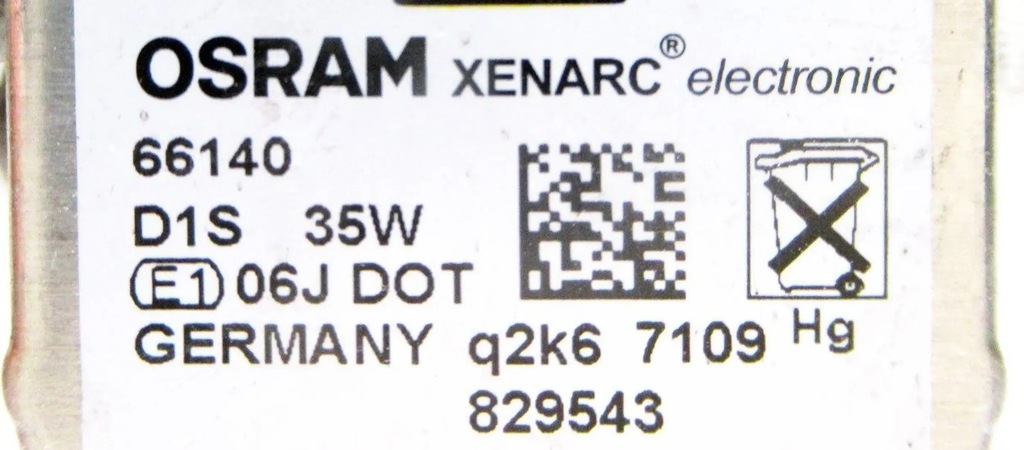 OSRAM XENARC® electronic
66140
D1S 35W
E1 06J DOT
GERMANY q2k6 7109 Hg
829543